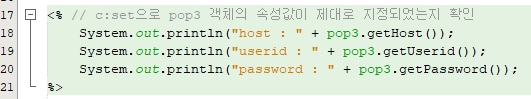 17 <% // c:set으로 pop3 객체의 속성값이 제대로 지정되었는지 확인
18 System.out.println("host : " + pop3.getHost());
19 System.out.println("userid : " + pop3.getUserid());
20 System.out.println("password : " + pop3.getPassword());
21 %>